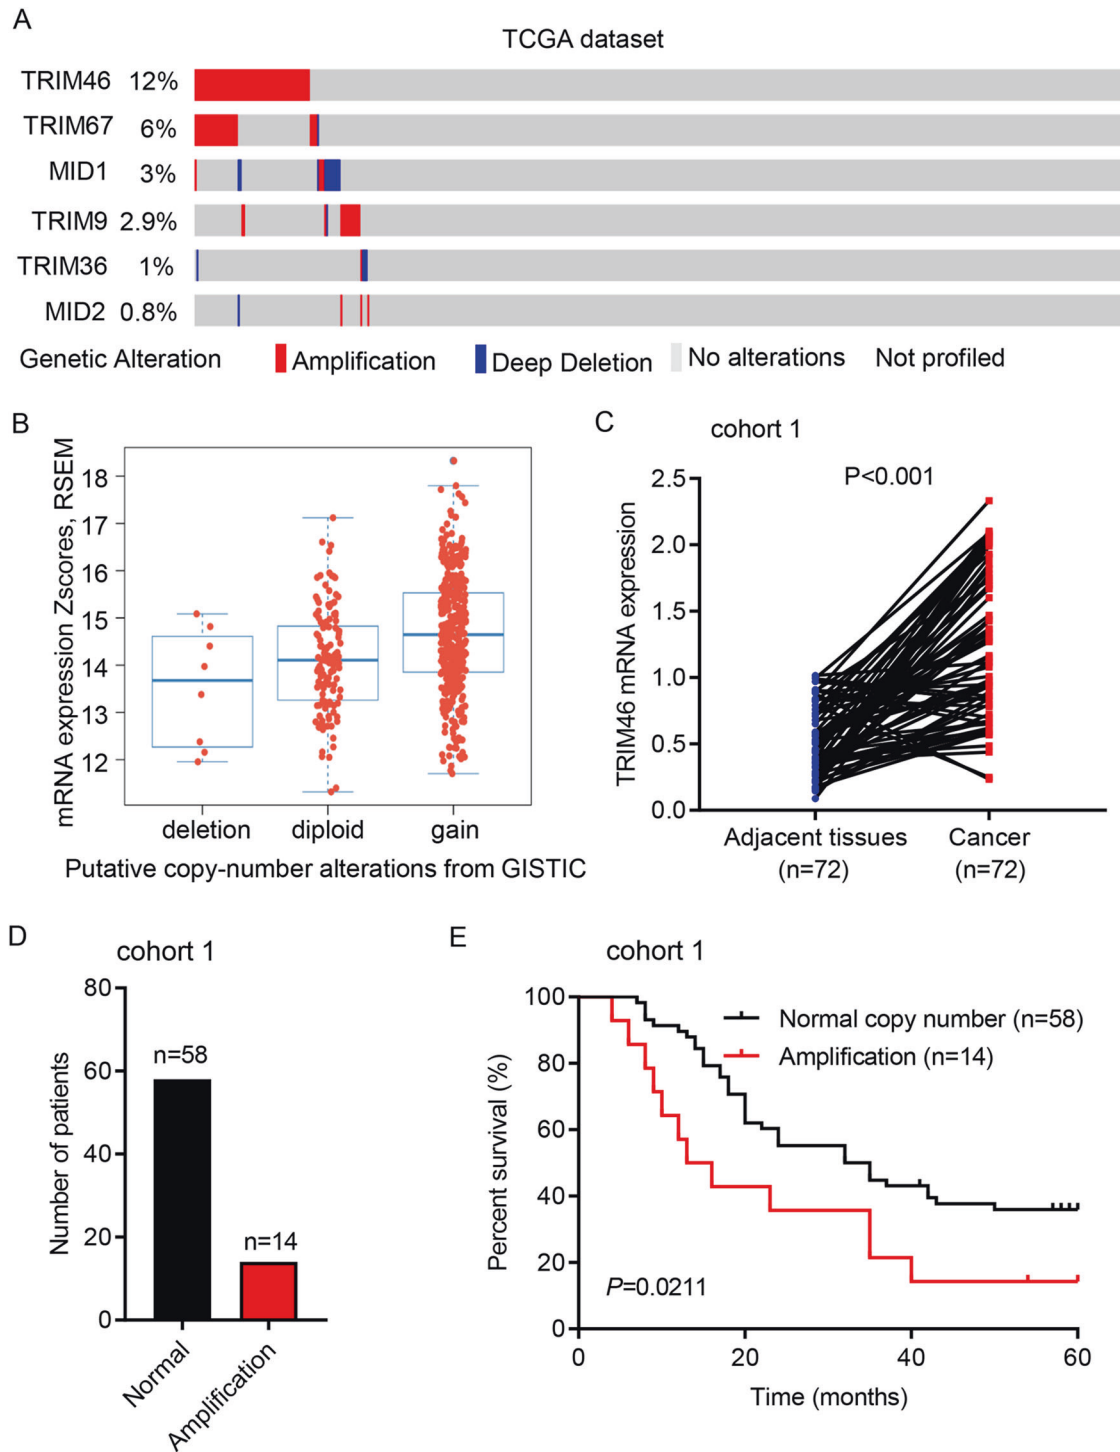 A
TCGA dataset
TRIM46 12%
TRIM67 6%
MID1 3%
TRIM9 2.9%
TRIM36 1%
MID2 0.8%
Genetic Alteration Amplification Deep Deletion No alterations Not profiled
B
mRNA expression Zscores, RSEM
18
17
16
15
14
13
12
deletion diploid gain
Putative copy-number alterations from GISTIC
C
cohort 1
P<0.001
TRIM46 mRNA expression
2.5
2.0
1.5
1.0
0.5
0.0
Adjacent tissues Cancer
(n=72) (n=72)
D
cohort 1
Number of patients
80
60
40
20
0
n=58
n=14
Normal
Amplification
E
cohort 1
Percent survival (%)
100
80
60
40
20
0
Normal copy number (n=58)
Amplification (n=14)
P=0.0211
0 20 40 60
Time (months)